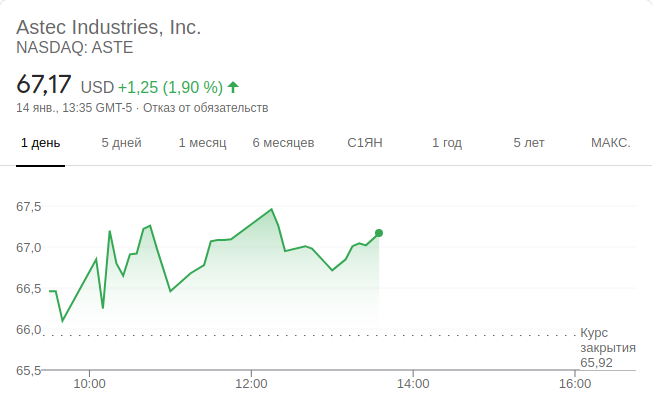 Astec Industries, Inc.
NASDAQ: ASTE
67,17 USD +1,25 (1,90 %)
14 янв., 13:35 GMT-5 · Отказ от обязательств
1 день 5 дней 1 месяц 6 месяцев С1ЯН 1 год 5 лет МАКС.
67,5
67,0
66,5
66,0
Курс
закрытия
65,92
65,5
10:00 12:00 14:00 16:00